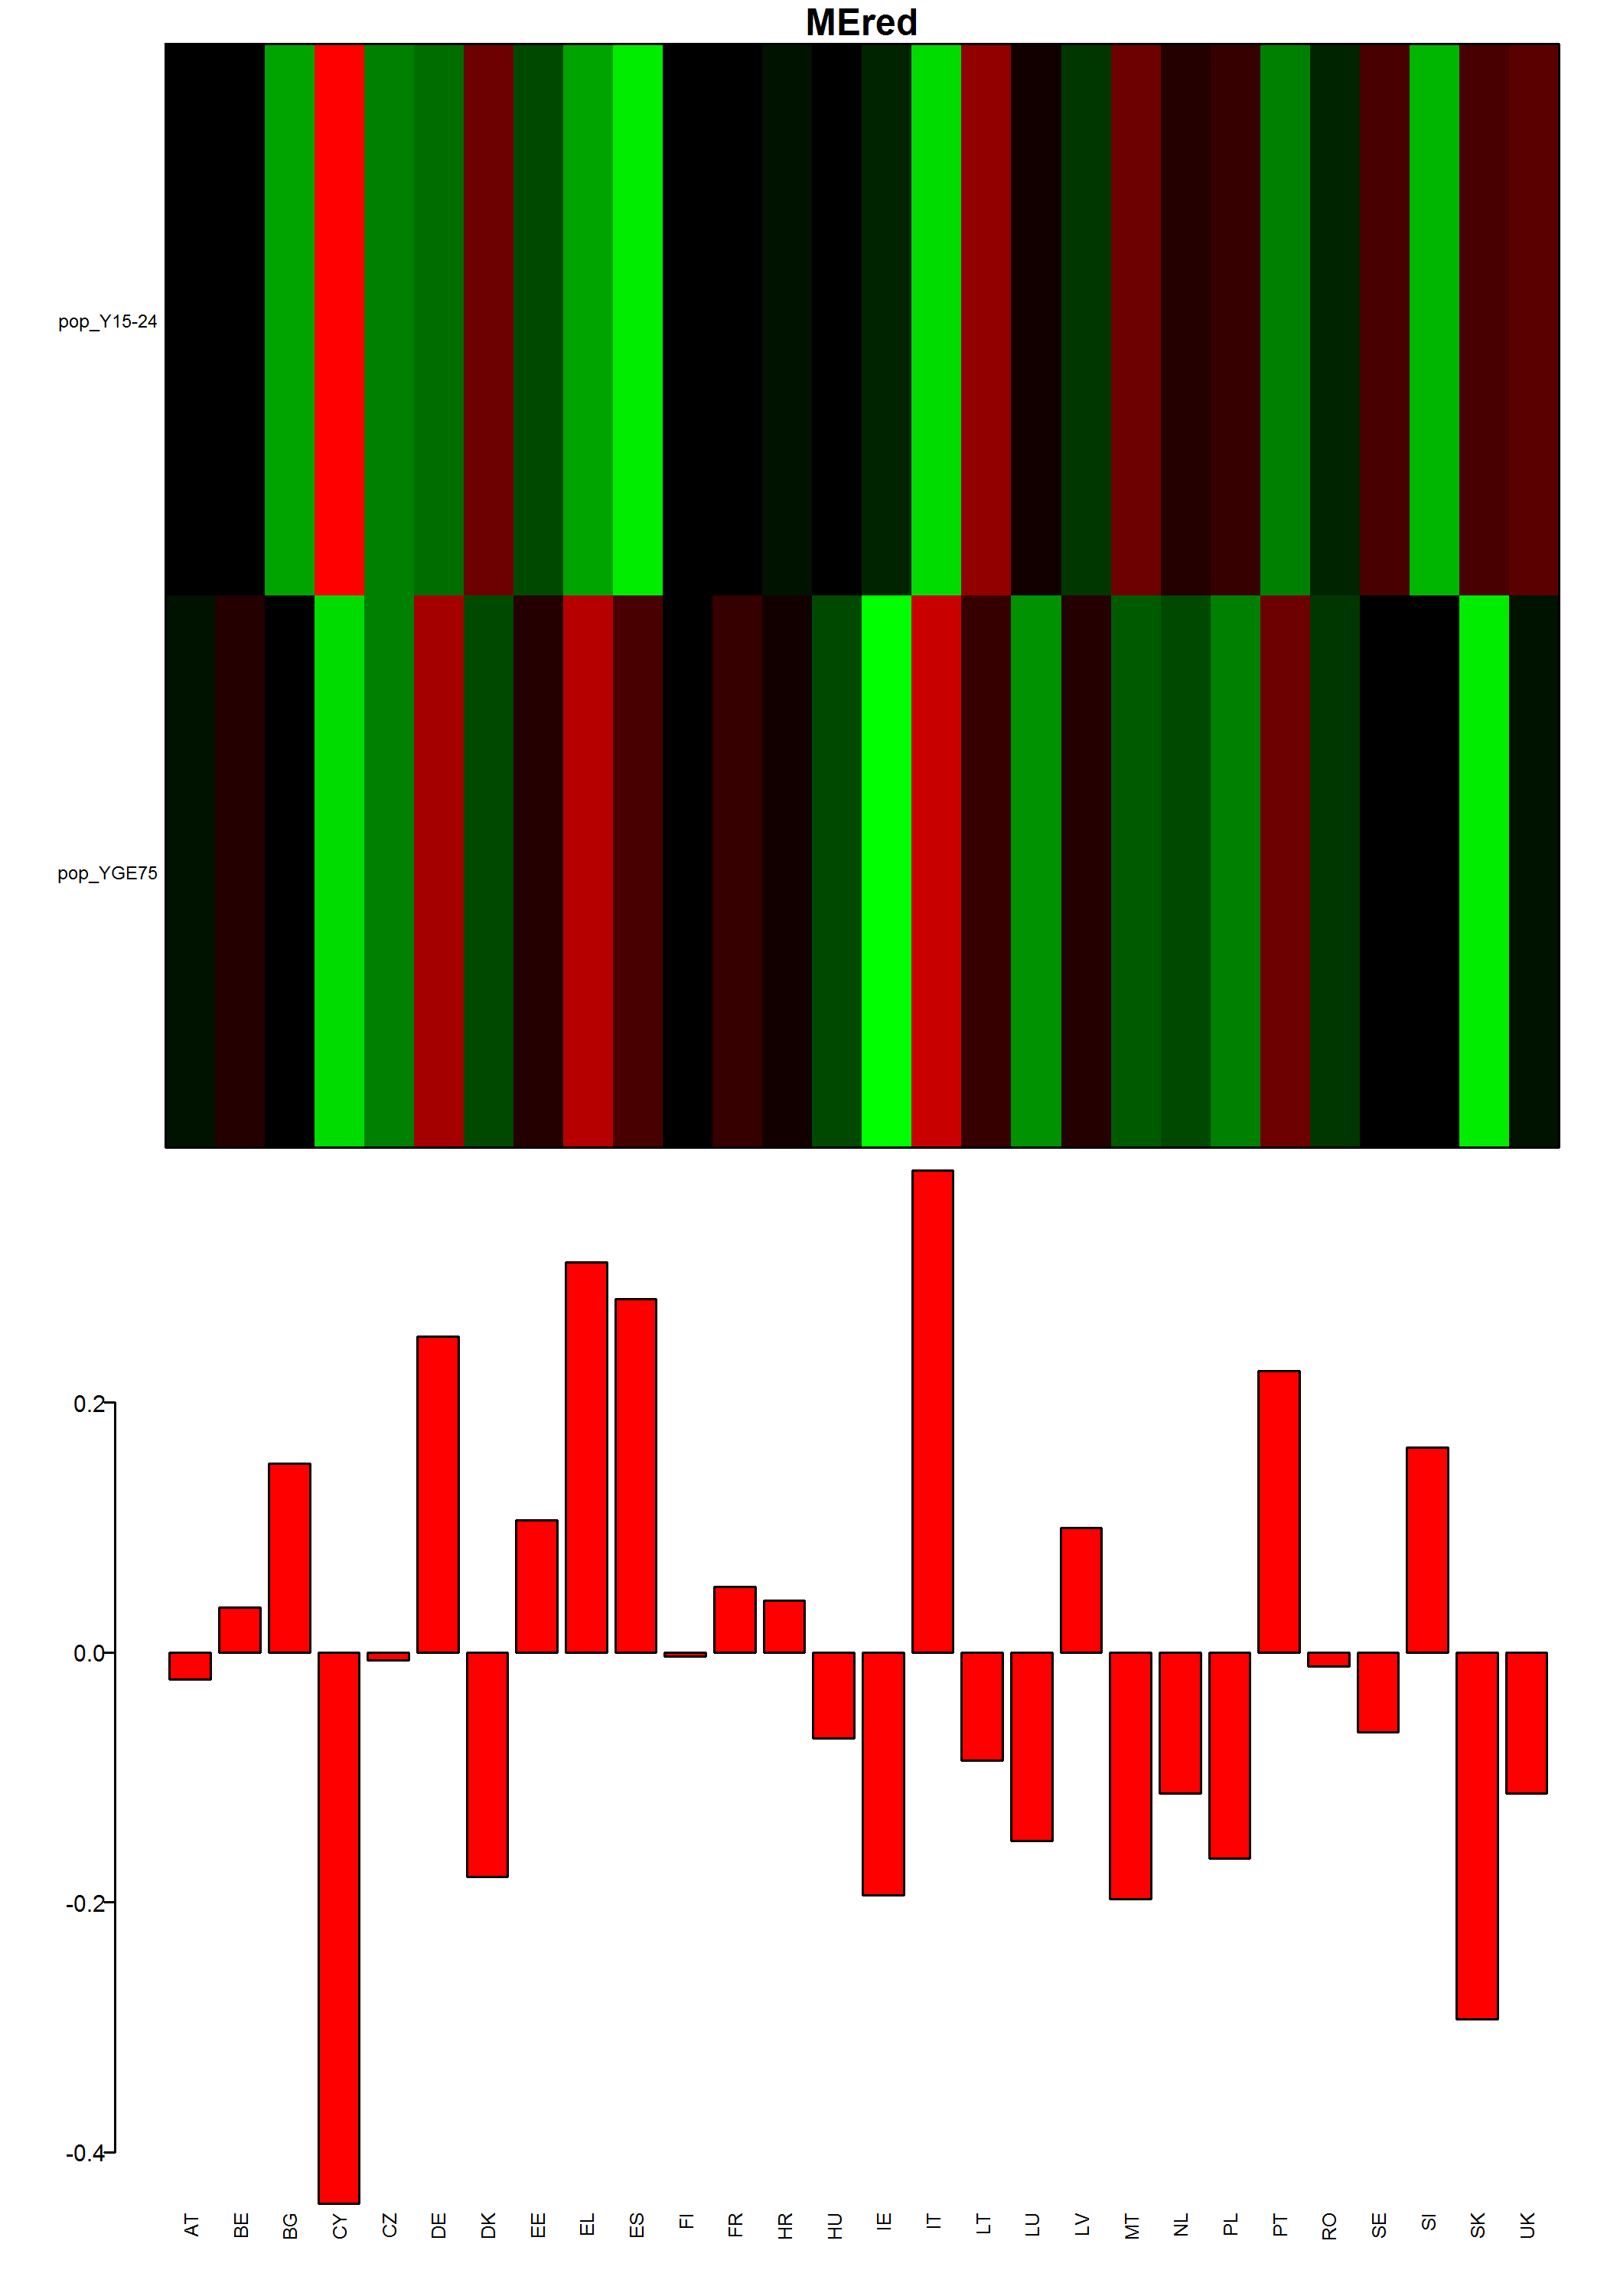 MEred
pop_Y15-24
pop_YGE75
0.2
0.0
-0.2
-0.4
AT BE BG CY CZ DE DK EE EL ES FI FR HR HU IE IT LT LU LV MT NL PL PT RO SE SI SK UK